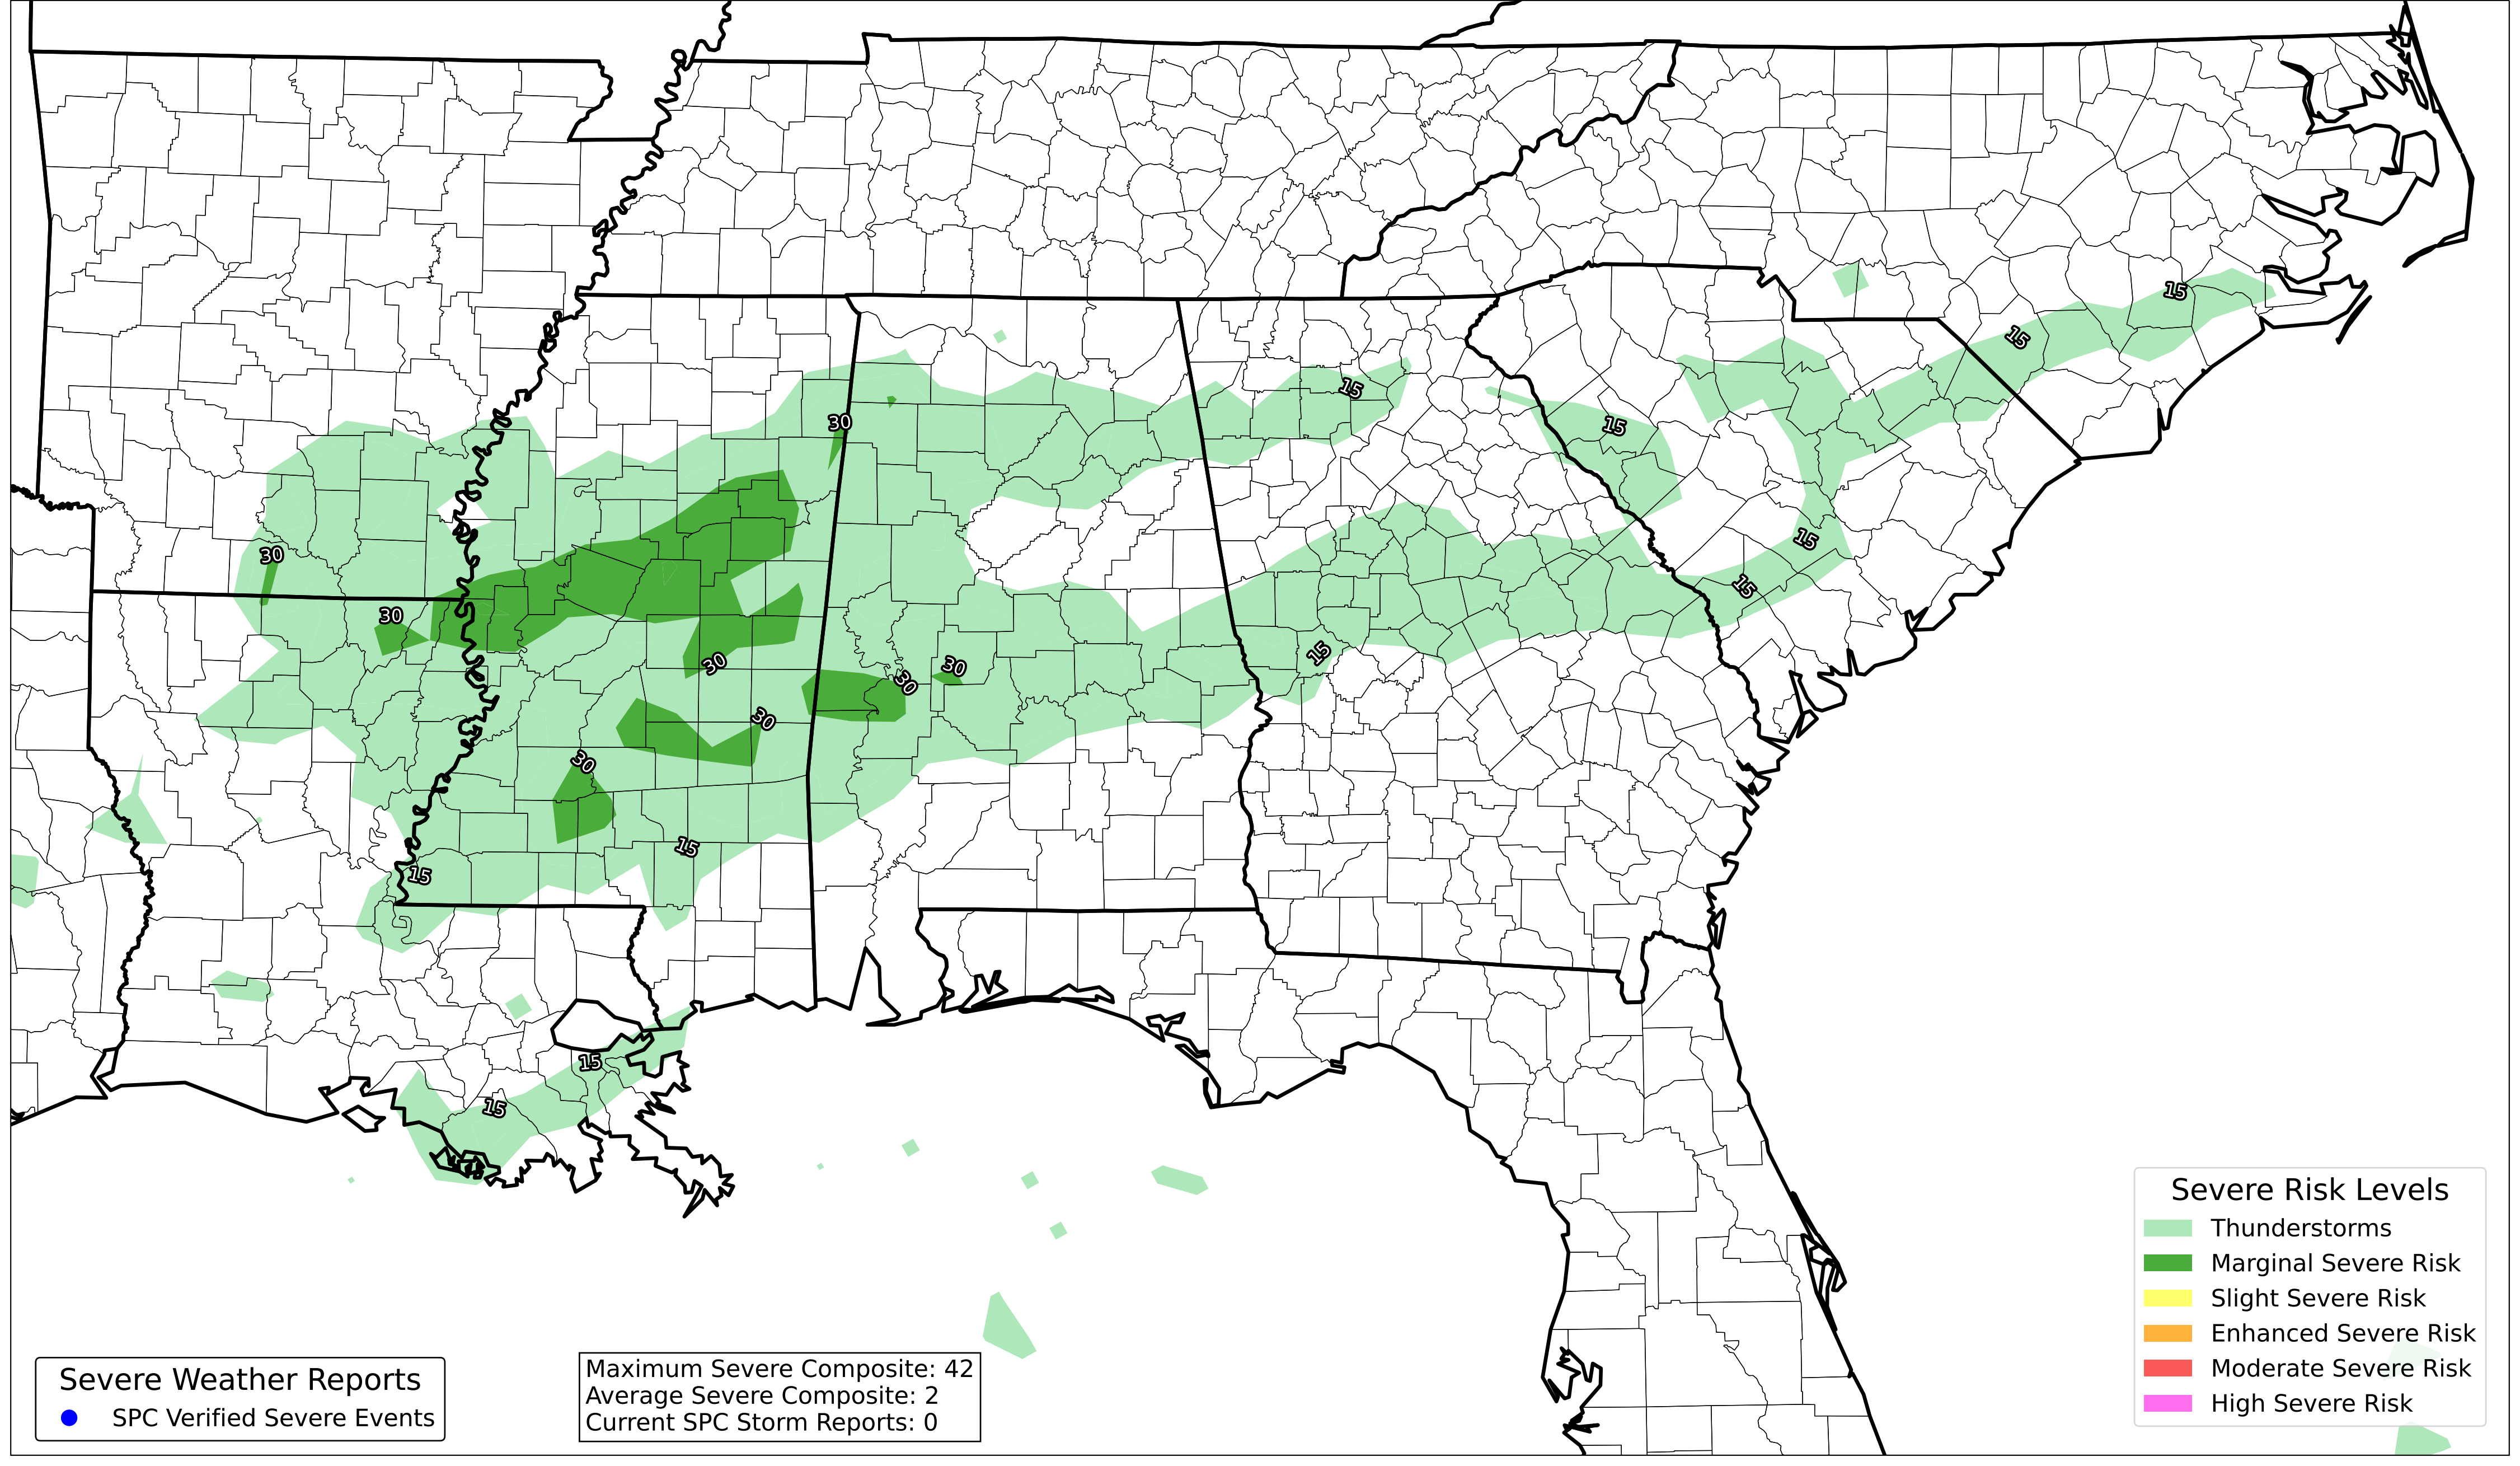 15
15
30
15
15
30
15
15
30
15
30
30
30
30
30
15
15
15
15
Severe Risk Levels
Thunderstorms
Marginal Severe Risk
Slight Severe Risk
Enhanced Severe Risk
Moderate Severe Risk
High Severe Risk
Severe Weather Reports
SPC Verified Severe Events
Maximum Severe Composite: 42
Average Severe Composite: 2
Current SPC Storm Reports: 0